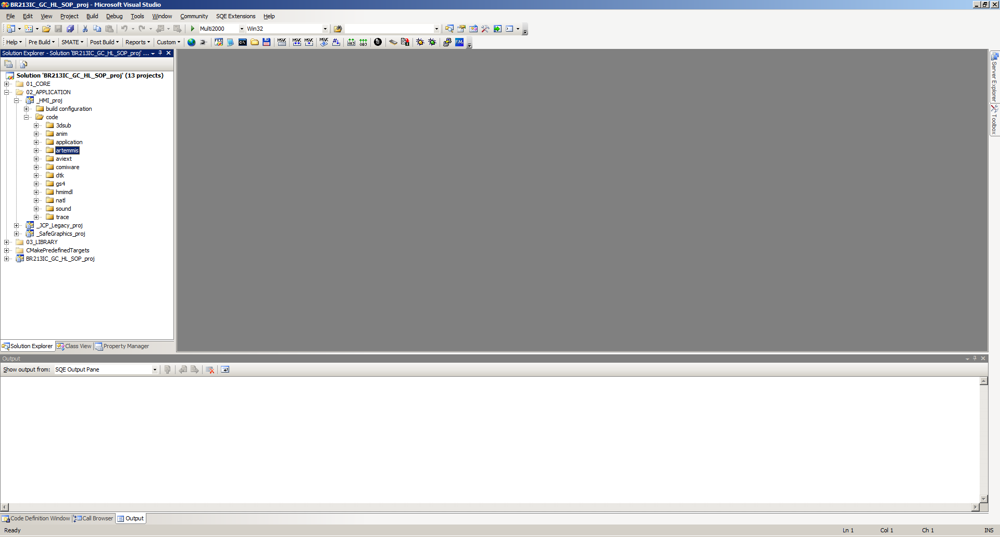 BR213IC_GC_HL_SOP_proj - Microsoft Visual Studio
File Edit View Project Build Debug Tools Window Community SQE Extensions Help
Multi2000 Win32
Help Pre Build SMATE Post Build Reports Custom
Solution Explorer - Solution 'BR213IC_GC_HL_SOP_proj' ...
Solution 'BR213IC_GC_HL_SOP_proj' (13 projects)
01_CORE
02_APPLICATION
_HMI_proj
build configuration
code
3dsub
anim
application
artemmis
aviext
comiware
dtk
gs4
hmimdl
natl
sound
trace
_JCP_Legacy_proj
_SafeGraphics_proj
03_LIBRARY
CMakePredefinedTargets
BR213IC_GC_HL_SOP_proj
Solution Explorer Class View Property Manager
Server Explorer
Toolbox
Output
Show output from: SQE Output Pane
Code Definition Window Call Browser Output
Ready Ln 1 Col 1 Ch 1 INS